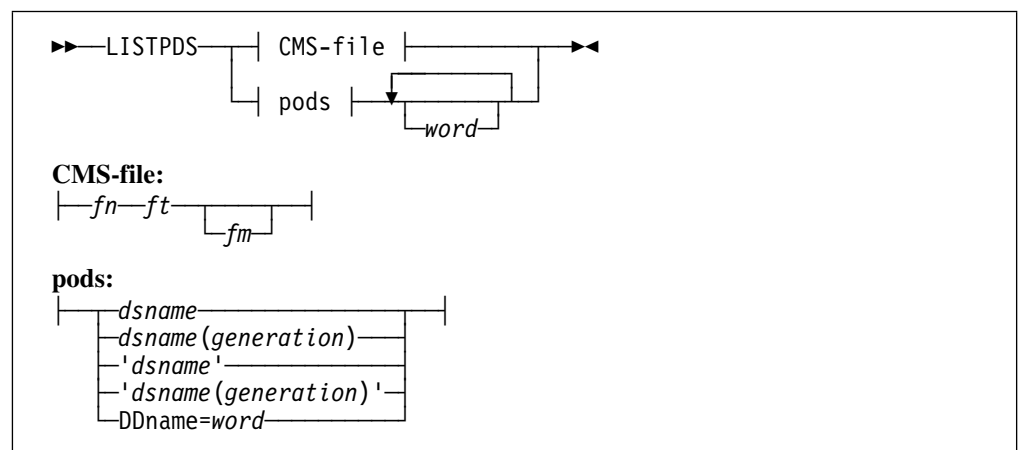 LISTPDS CMS-file
pods
word
CMS-file:
fn ft
fm
pods:
dsname
dsname(generation)
'dsname'
'dsname(generation)'
DDname=word